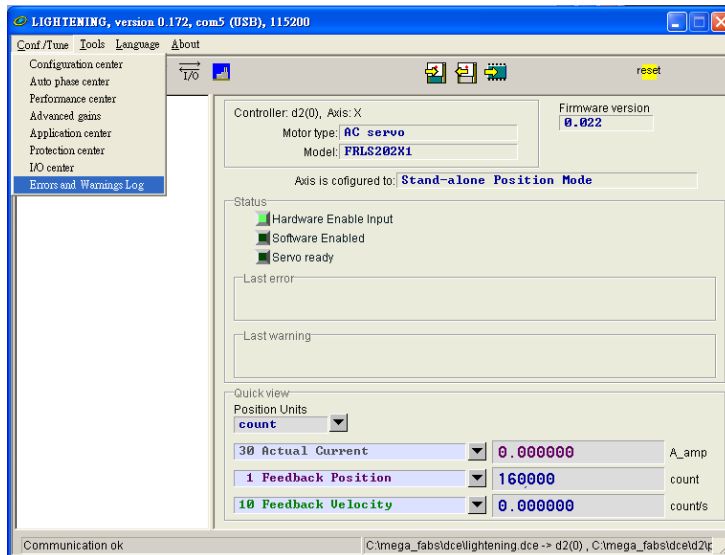 LIGHTENING, version 0.172, com5 (USB), 115200
Conf./Tune Tools Language About
Configuration center
Auto phase center
Performance center
Advanced gains
Application center
Protection center
I/O center
Errors and Warnings Log
I/O
reset
Controller: d2(0), Axis: X
Motor type: AC servo
Model: FRLS202X1
Firmware version
0.022
Axis is cofigured to: Stand-alone Position Mode
Status
Hardware Enable Input
Software Enabled
Servo ready
Last error
Last warning
Quick view
Position Units
count
30 Actual Current 0.000000 A_amp
1 Feedback Position 160000 count
10 Feedback Velocity 0.000000 count/s
Communication ok C:\mega_fabs\dce\lightening.dce -> d2(0) , C:\mega_fabs\dce\d2\p